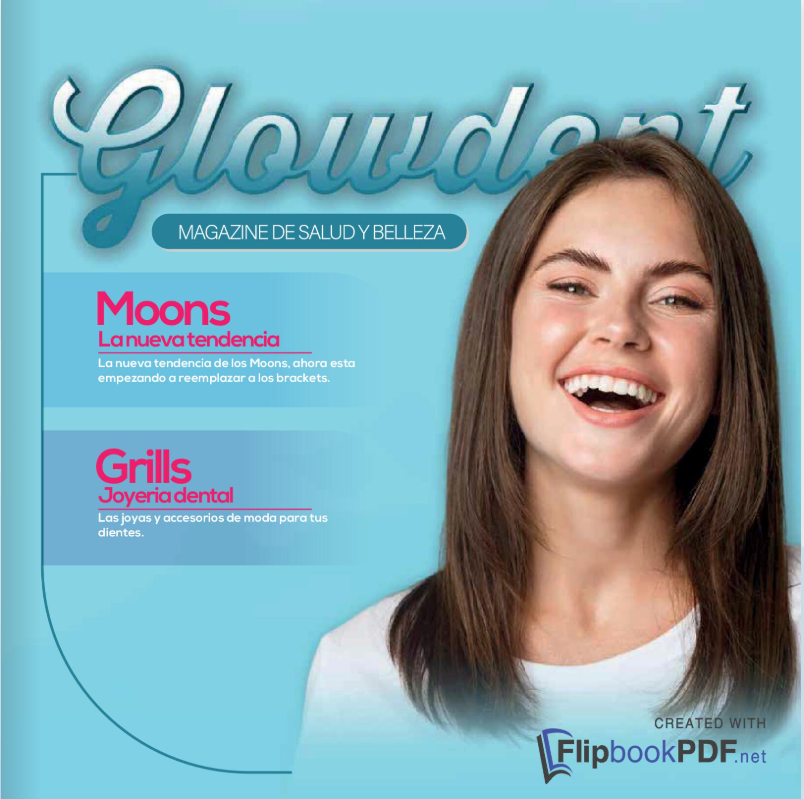 Glowdent
MAGAZINE DE SALUD Y BELLEZA
Moons
La nueva tendencia
La nueva tendencia de los Moons, ahora esta
empezando a reemplazar a los brackets.
Grills
Joyeria dental
Las joyas y accesorios de moda para tus
dientes.
CREATED WITH
FlipbookPDF.net